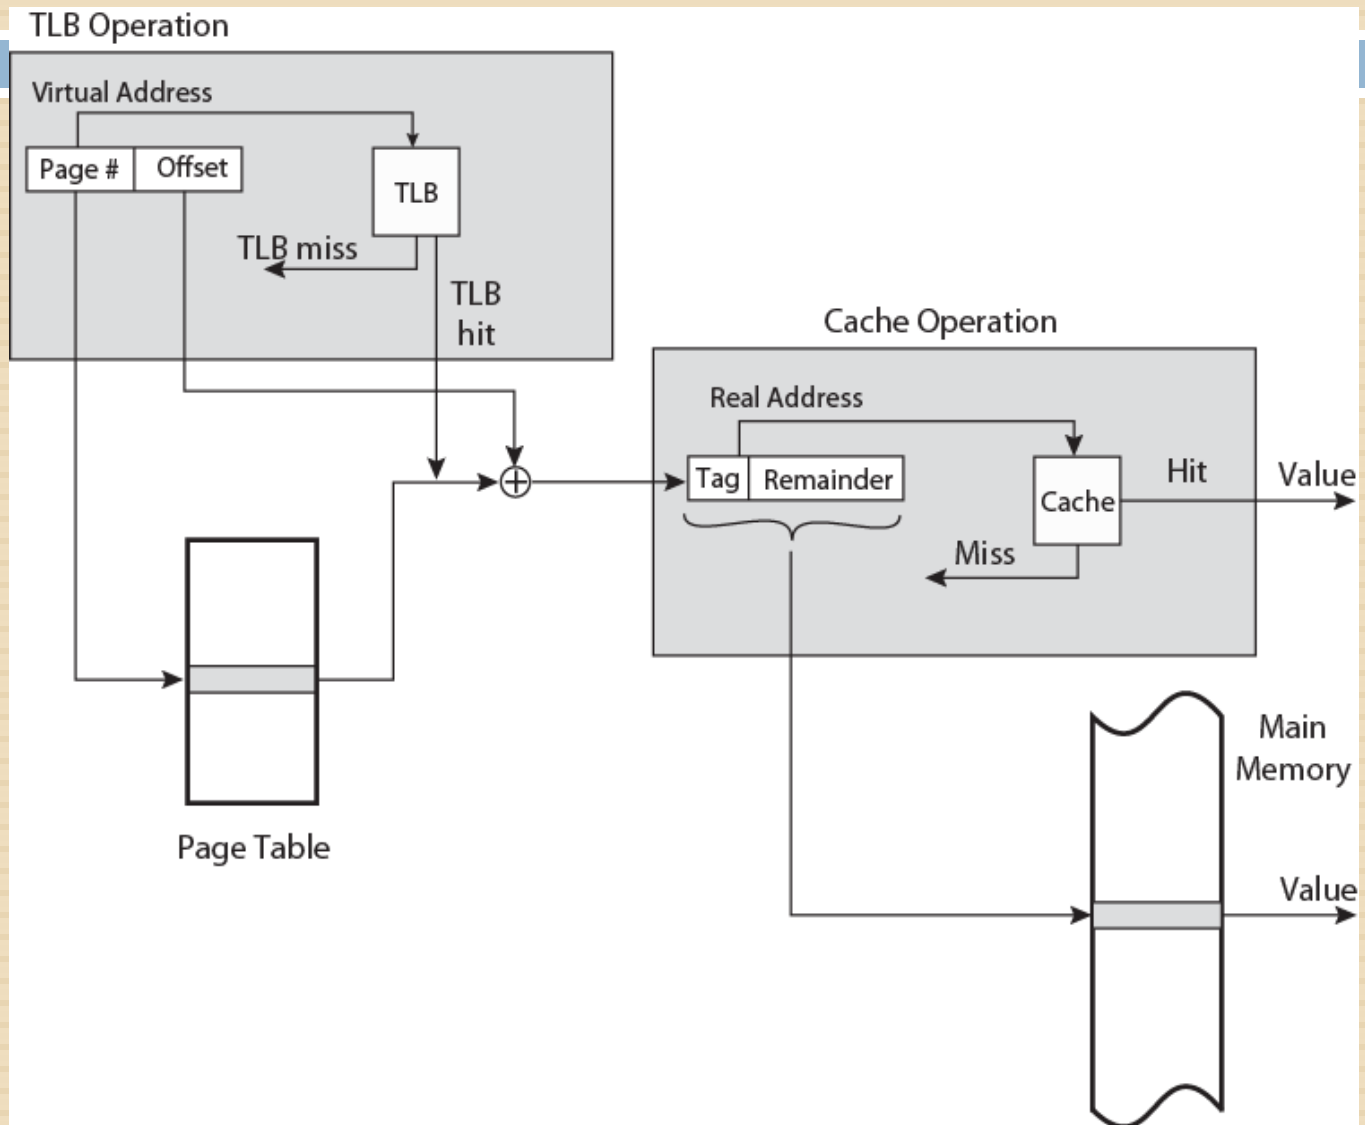 TLB Operation
Virtual Address
Page #
Offset
TLB
TLB miss
TLB
hit
Cache Operation
Real Address
Tag
Remainder
Cache
Hit
Value
Miss
Page Table
Main
Memory
Value